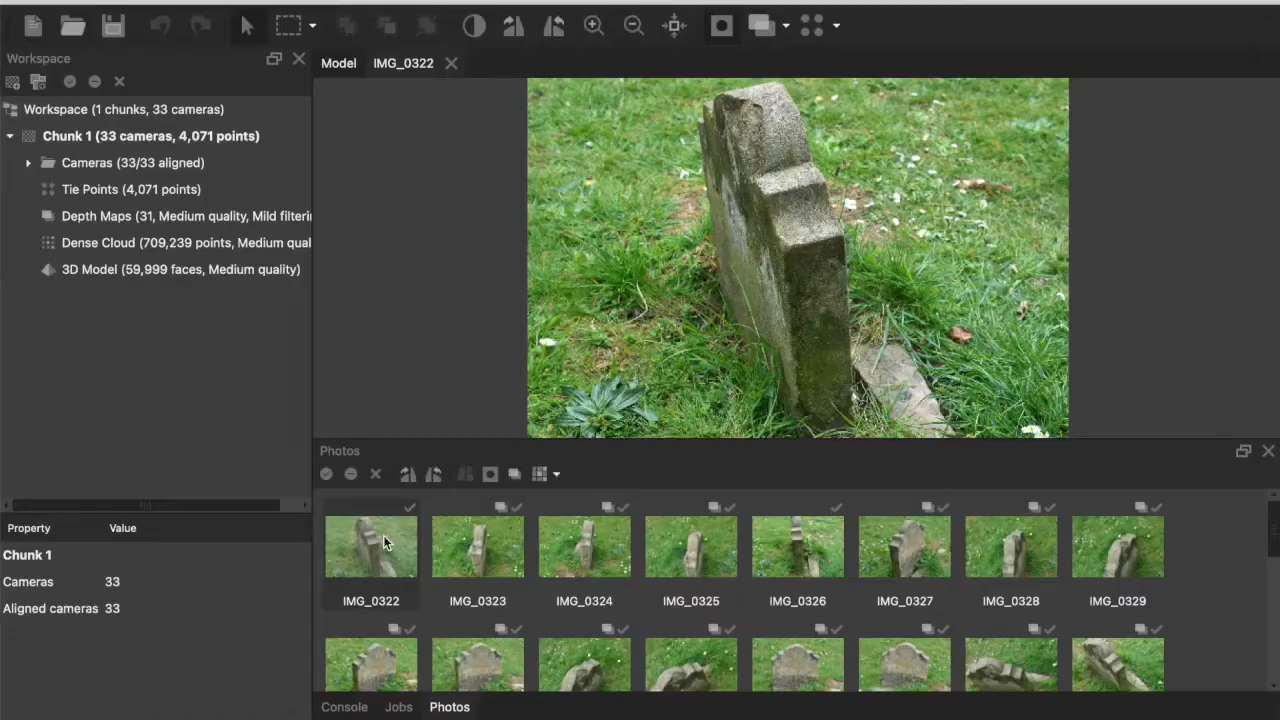 Workspace
Model IMG_0322
Workspace (1 chunks, 33 cameras)
Chunk 1 (33 cameras, 4,071 points)
Cameras (33/33 aligned)
Tie Points (4,071 points)
Depth Maps (31, Medium quality, Mild filteri
Dense Cloud (709,239 points, Medium qual
3D Model (59,999 faces, Medium quality)
Property Value
Chunk 1
Cameras 33
Aligned cameras 33
Photos
IMG_0322 IMG_0323 IMG_0324 IMG_0325 IMG_0326 IMG_0327 IMG_0328 IMG_0329
Console Jobs Photos